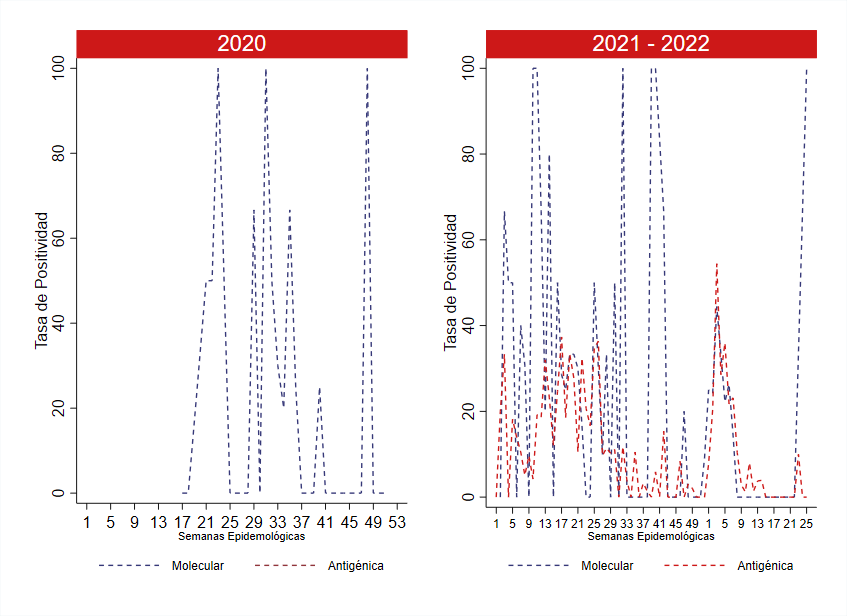 2020
Tasa de Positividad
100
80
60
40
20
0
1 5 9 13 17 21 25 29 33 37 41 45 49 53
Semanas Epidemológicas
Molecular Antigénica
2021 - 2022
Tasa de Positividad
100
80
60
40
20
0
1 5 9 13 17 21 25 29 33 37 41 45 49 1 5 9 13 17 21 25
Semanas Epidemológicas
Molecular Antigénica